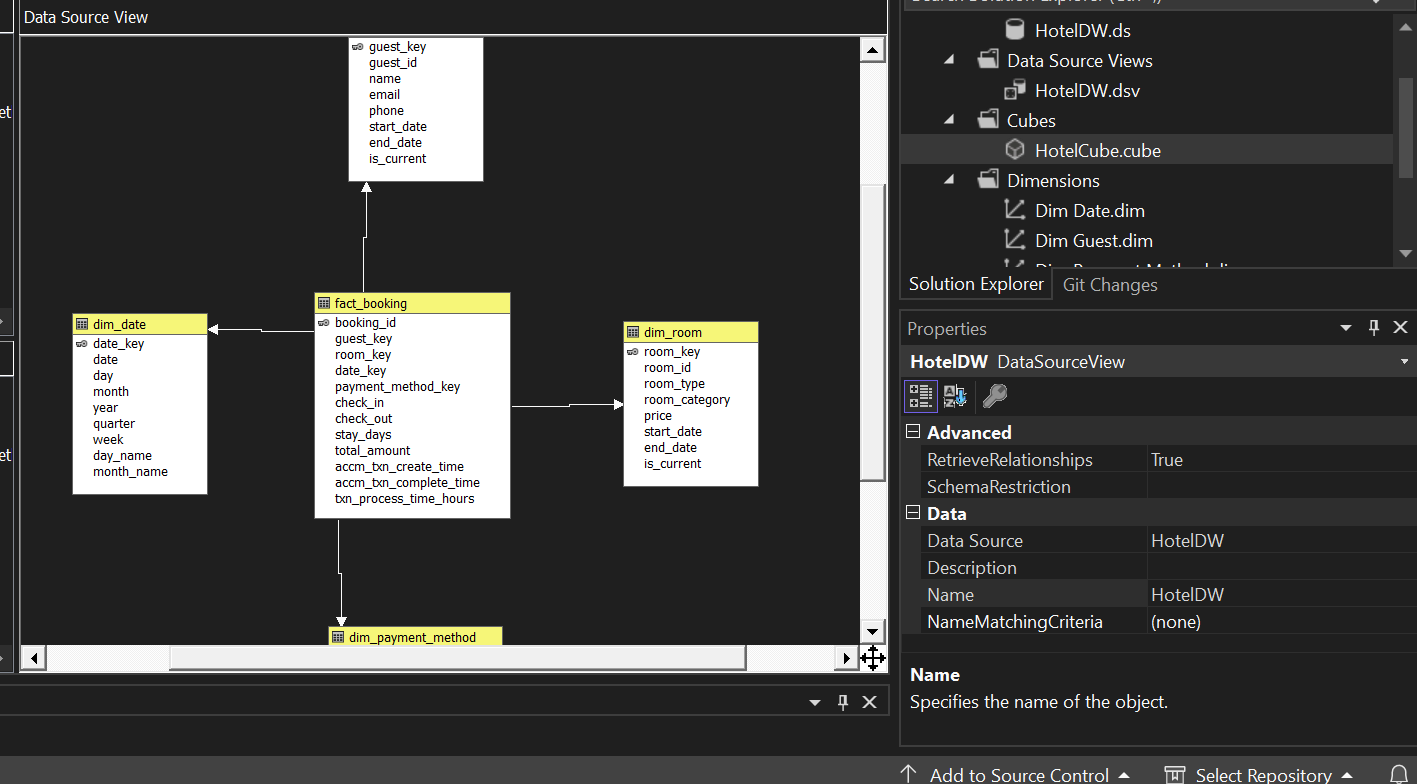 Data Source View
et
et
guest_key
guest_id
name
email
phone
start_date
end_date
is_current
fact_booking
booking_id
guest_key
room_key
date_key
payment_method_key
check_in
check_out
stay_days
total_amount
accm_txn_create_time
accm_txn_complete_time
txn_process_time_hours
dim_date
date_key
date
day
month
year
quarter
week
day_name
month_name
dim_room
room_key
room_id
room_type
room_category
price
start_date
end_date
is_current
dim_payment_method
HotelDW.ds
Data Source Views
HotelDW.dsv
Cubes
HotelCube.cube
Dimensions
Dim Date.dim
Dim Guest.dim
Solution Explorer
Git Changes
Properties
HotelDW DataSourceView
Advanced
RetrieveRelationships True
SchemaRestriction
Data
Data Source HotelDW
Description
Name HotelDW
NameMatchingCriteria (none)
Name
Specifies the name of the object.
Add to Source Control
Select Repository